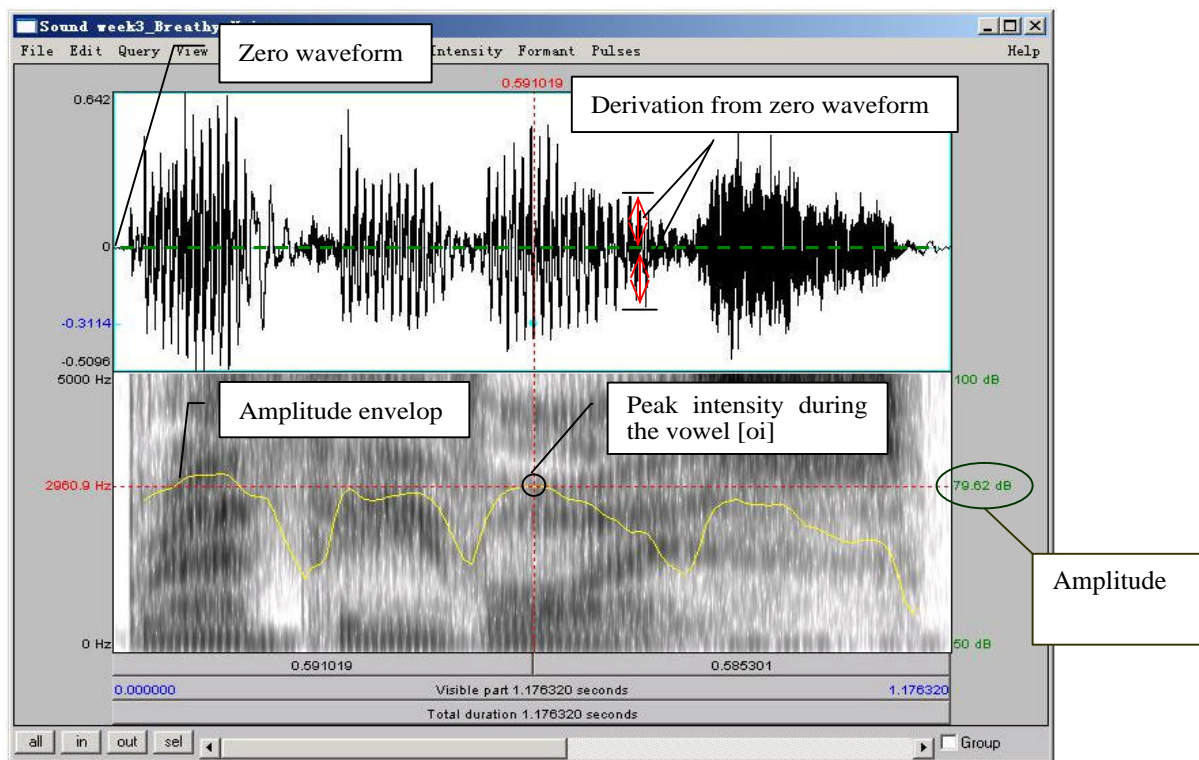 Sound week3_Breathy
File Edit Query View Intensity Formant Pulses Help
Zero waveform
0.591019
Derivation from zero waveform
0.642
0
-0.3114
-0.5096
5000 Hz
100 dB
Amplitude envelop
Peak intensity during
the vowel [oi]
2960.9 Hz
79.62 dB
Amplitude
0 Hz
50 dB
0.591019
0.585301
0.000000
Visible part 1.176320 seconds
1.176320
Total duration 1.176320 seconds
all in out sel
Group